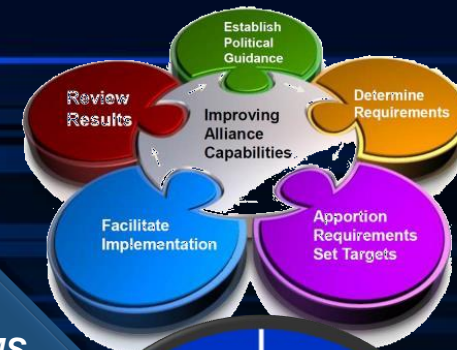 Establish
Political
Guidance
Review
Results
Improving
Alliance
Capabilities
Determine
Requirements
Facilitate
Implementation
Apportion
Requirements
Set Targets